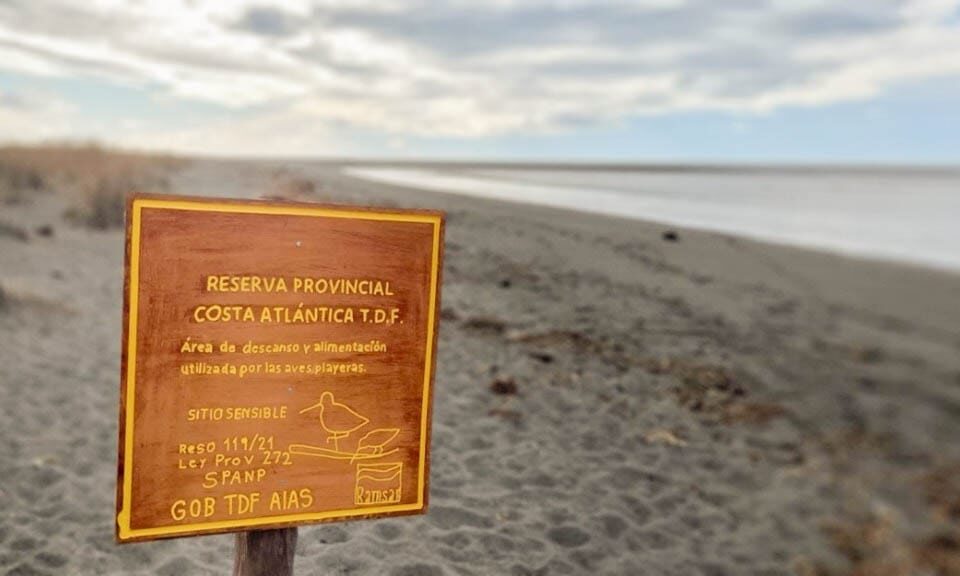 RESERVA PROVINCIAL
COSTA ATLÁNTICA T.D.F.
Área de descanso y alimentación
utilizada por las aves playeras.
SITIO SENSIBLE
Reso 119/21
Ley Prov 272
SPANP
GOB TDF AIAS
Ramsar